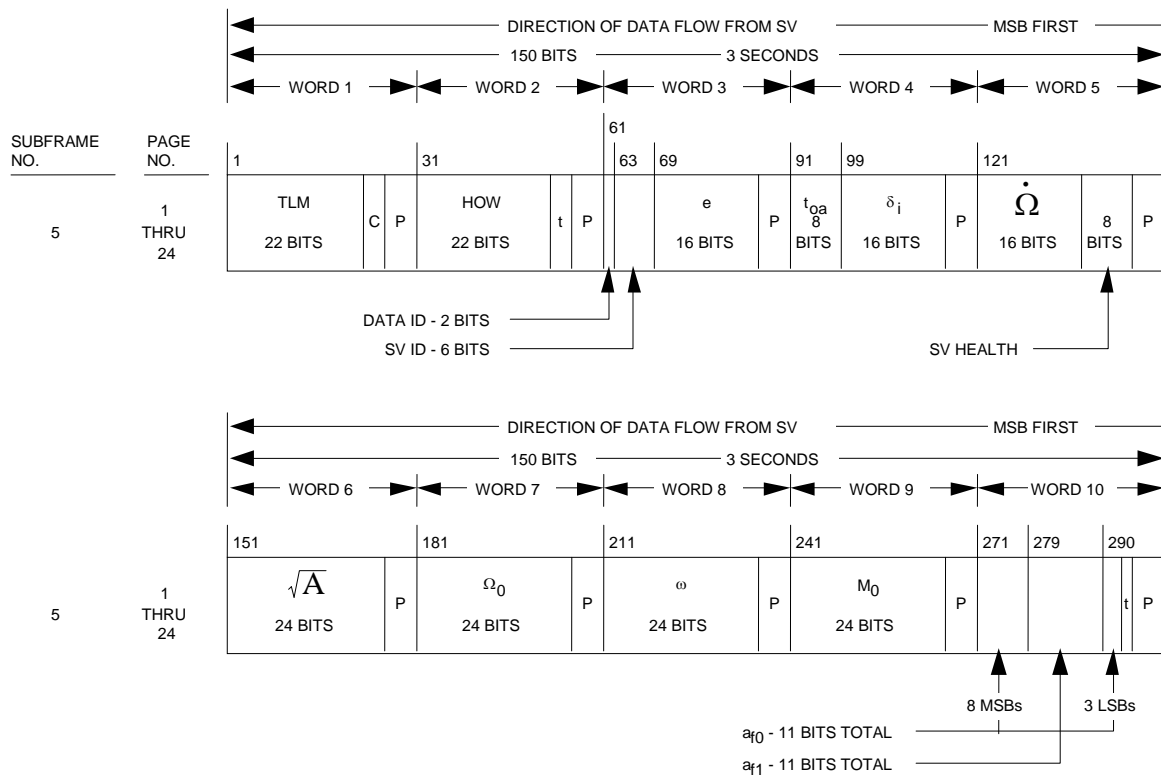 DIRECTION OF DATA FLOW FROM SV MSB FIRST
150 BITS 3 SECONDS
WORD 1 WORD 2 WORD 3 WORD 4 WORD 5
61
SUBFRAME NO. PAGE NO.
1 31 63 69 91 99 121
5
1 THRU 24
TLM 22 BITS
C
P
HOW 22 BITS
t
P
e 16 BITS
P
t_oa 8 BITS
δ_i 16 BITS
P
Ω̇ 16 BITS
8 BITS
P
DATA ID - 2 BITS
SV ID - 6 BITS
SV HEALTH
DIRECTION OF DATA FLOW FROM SV MSB FIRST
150 BITS 3 SECONDS
WORD 6 WORD 7 WORD 8 WORD 9 WORD 10
151 181 211 241 271 279 290
5
1 THRU 24
√A 24 BITS
P
Ω_0 24 BITS
P
ω 24 BITS
P
M_0 24 BITS
P
t
P
8 MSBs 3 LSBs
a_f0 - 11 BITS TOTAL
a_f1 - 11 BITS TOTAL